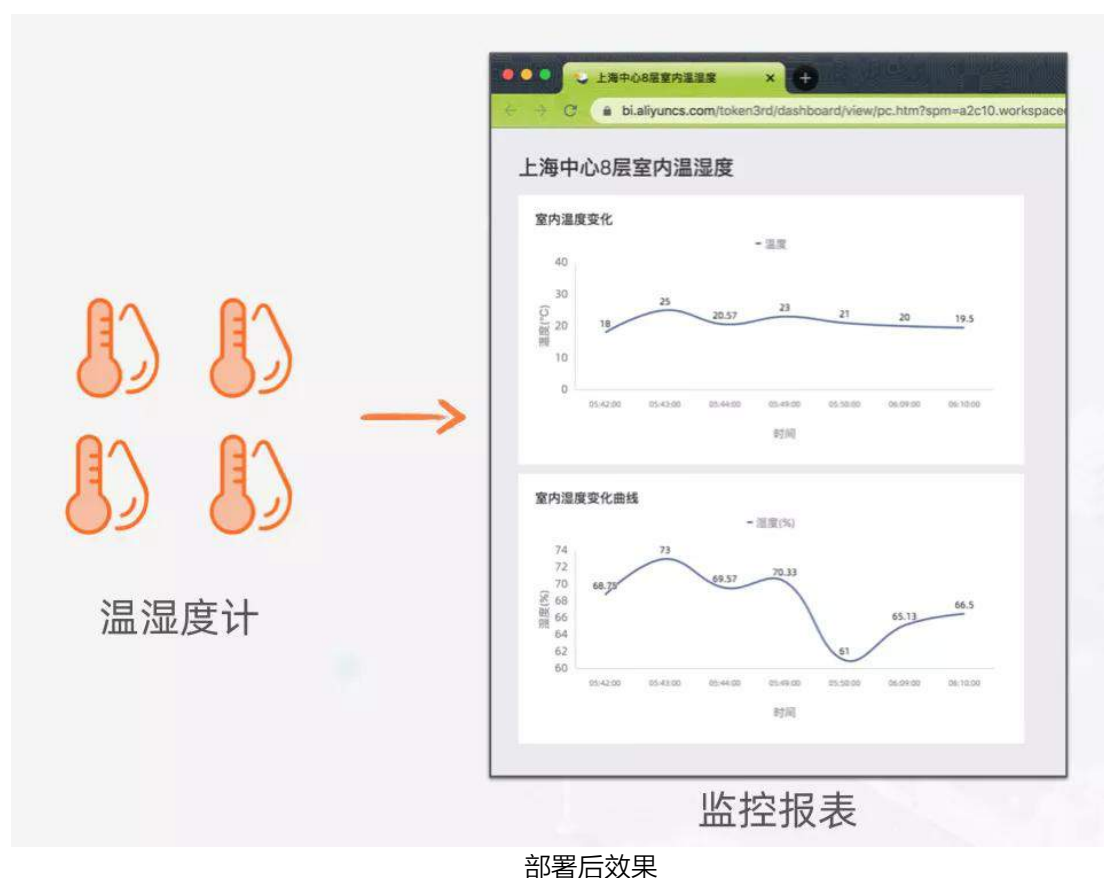 上海中心8层室内温湿度
bi.aliyuncs.com/token3rd/dashboard/view/pc.htm?spm=a2c10.workspace
上海中心8层室内温湿度
室内温度变化
温度
40
30
20
10
0
温度(°C)
18
25
20.57
23
21
20
19.5
05:42:00 05:43:00 05:44:00 05:49:00 05:50:00 06:09:00 06:10:00
时间
室内湿度变化曲线
湿度(%)
74
72
70
68
66
64
62
60
湿度(%)
68.75
73
69.57
70.33
61
65.13
66.5
05:42:00 05:43:00 05:44:00 05:49:00 05:50:00 06:09:00 06:10:00
时间
温湿度计
监控报表
部署后效果